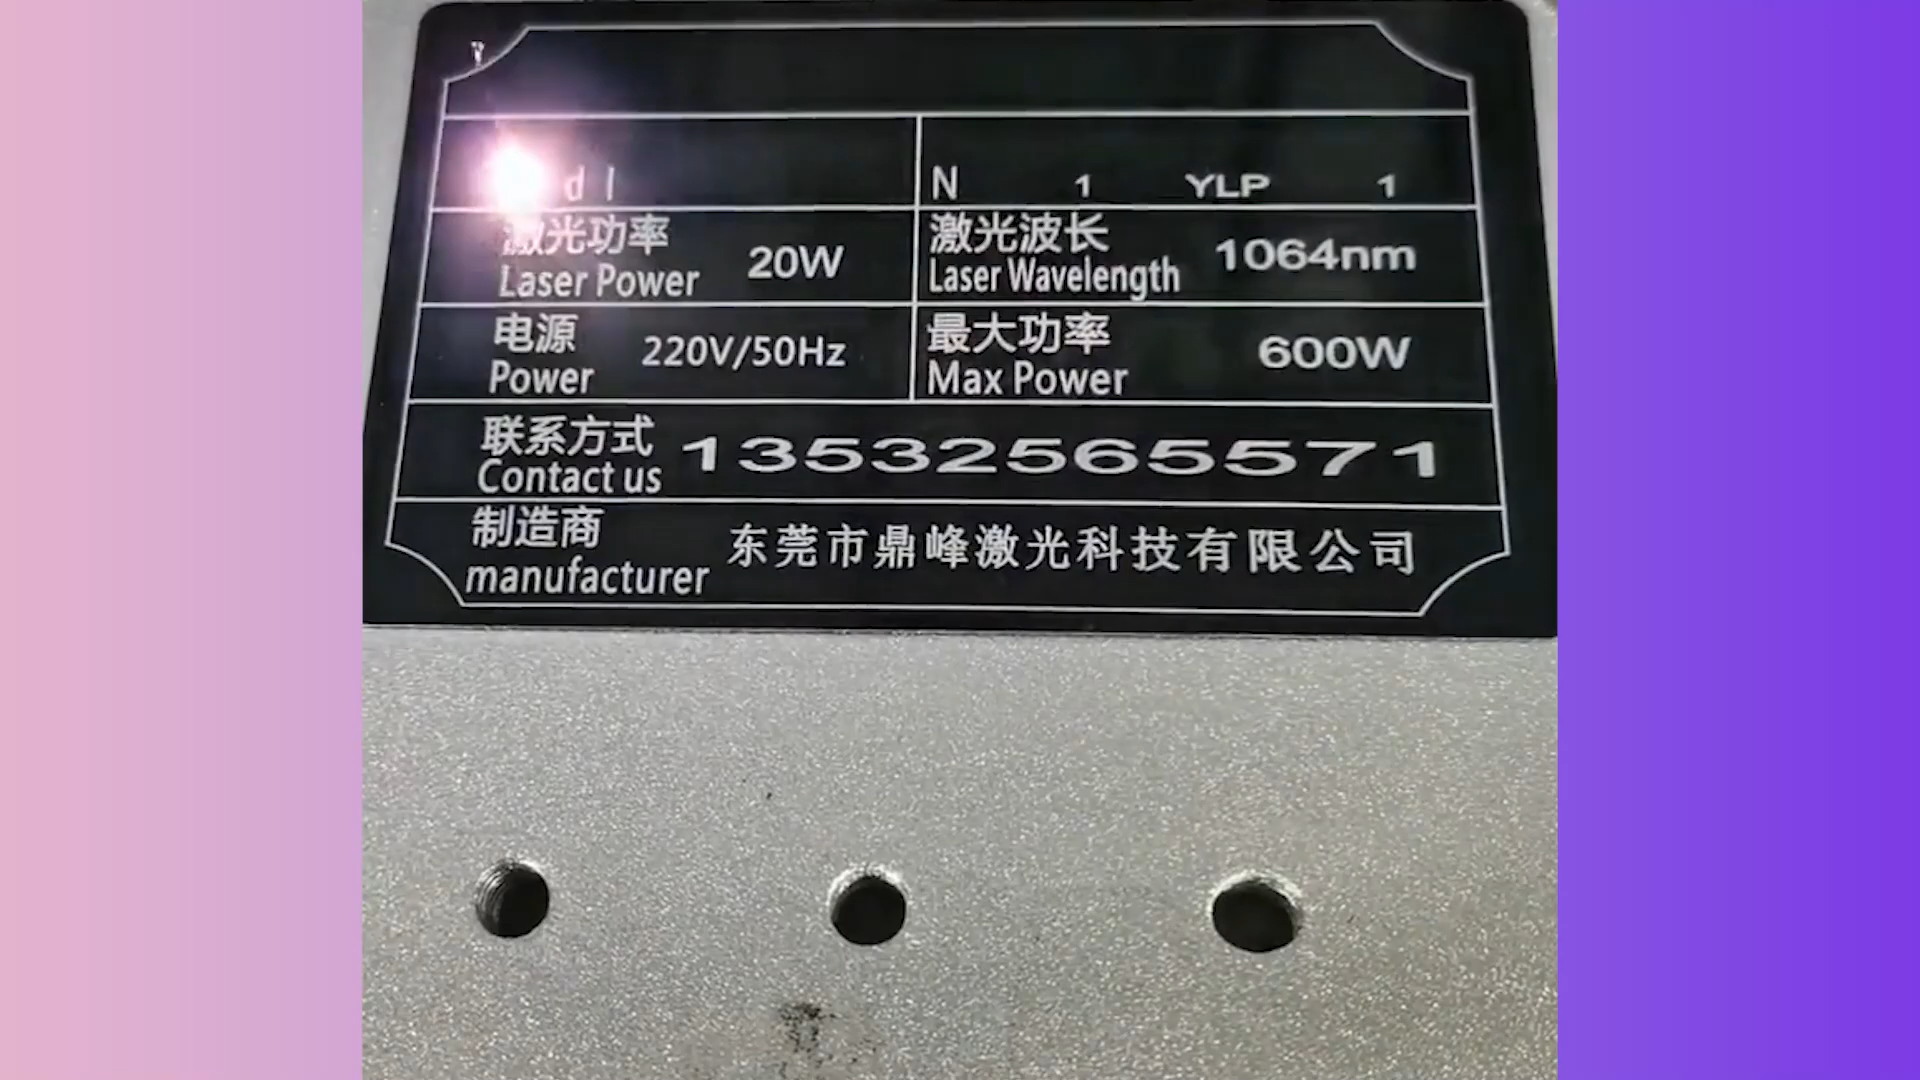 d l
N 1 YLP 1
激光功率 20W
Laser Power
激光波长 1064nm
Laser Wavelength
电源 220V/50Hz
Power
最大功率 600W
Max Power
联系方式 13532565571
Contact us
制造商 东莞市鼎峰激光科技有限公司
manufacturer